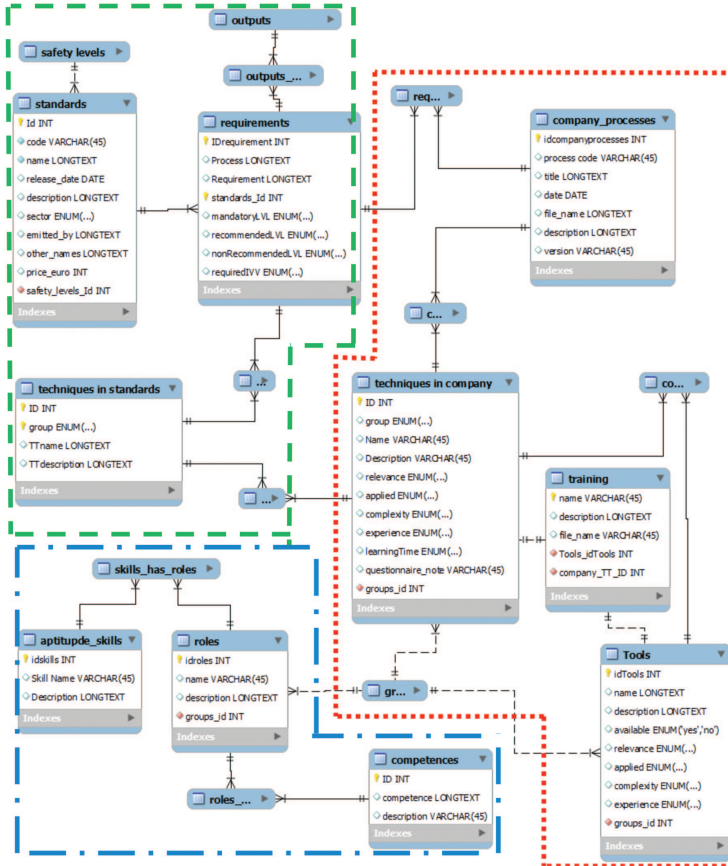 outputs
safety levels
outputs_...
standards
Id INT
code VARCHAR(45)
name LONGTEXT
release_date DATE
description LONGTEXT
sector ENUM(...)
emitted_by LONGTEXT
other_names LONGTEXT
price_euro INT
safety_levels_Id INT
Indexes
requirements
IDrequirement INT
Process LONGTEXT
Requirement LONGTEXT
standards_Id INT
mandatoryLVL ENUM(...)
recommendedLVL ENUM(...)
nonRecommendedLVL ENUM(...)
requiredIVV ENUM(...)
Indexes
req...
company_processes
idcompanyprocesses INT
process code VARCHAR(45)
title LONGTEXT
date DATE
file_name LONGTEXT
description LONGTEXT
version VARCHAR(45)
Indexes
c...
...
techniques in standards
ID INT
group ENUM(...)
TTname LONGTEXT
TTdescription LONGTEXT
Indexes
...
techniques in company
ID INT
group ENUM(...)
Name VARCHAR(45)
Description VARCHAR(45)
relevance ENUM(...)
applied ENUM(...)
complexity ENUM(...)
experience ENUM(...)
learningTime ENUM(...)
questionnaire_note VARCHAR(45)
groups_id INT
Indexes
co...
training
name VARCHAR(45)
description LONGTEXT
file_name VARCHAR(45)
Tools_idTools INT
company_TT_ID INT
Indexes
skills_has_roles
aptitupde_skills
idskills INT
Skill Name VARCHAR(45)
Description LONGTEXT
Indexes
roles
idroles INT
name VARCHAR(45)
description LONGTEXT
groups_id INT
Indexes
gr...
Tools
idTools INT
name LONGTEXT
description LONGTEXT
available ENUM('yes','no')
relevance ENUM(...)
applied ENUM(...)
complexity ENUM(...)
experience ENUM(...)
groups_id INT
Indexes
roles_...
competences
ID INT
competence LONGTEXT
description VARCHAR(45)
Indexes